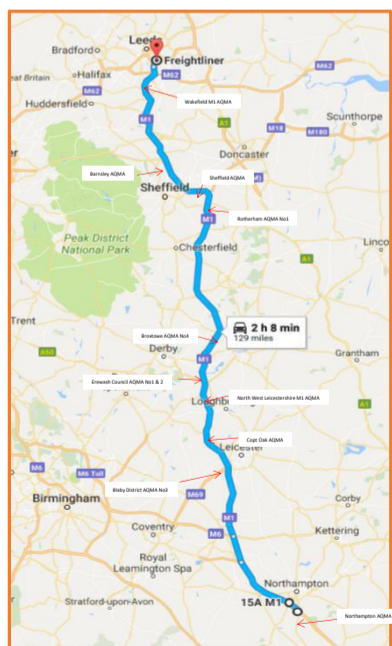 Leeds
Bradford
Freightliner
Halifax
M62
M62
Huddersfield
M62
Wakefield M1 AQMA
A1
Scunthorpe
M1
M18
M180
Doncaster
Barnsley AQMA
Sheffield AQMA
Sheffield
Rotherham AQMA No1
M1
Peak District
National Park
Chesterfield
Linco
A1
Trent
2 h 8 min
129 miles
Broxtowe AQMA No4
Derby
Grantham
A50
M1
Erewash Council AQMA No1 & 2
North West Leicestershire M1 AQMA
Loughb
A1
Copt Oak AQMA
Leicester
M6
M6 Toll
Blaby District AQMA No3
M69
Birmingham
Corby
M1
Coventry
M6
Kettering
Royal
Leamington Spa
Northampton
Stratford-upon-Avon
15A M1
Northampton AQMA